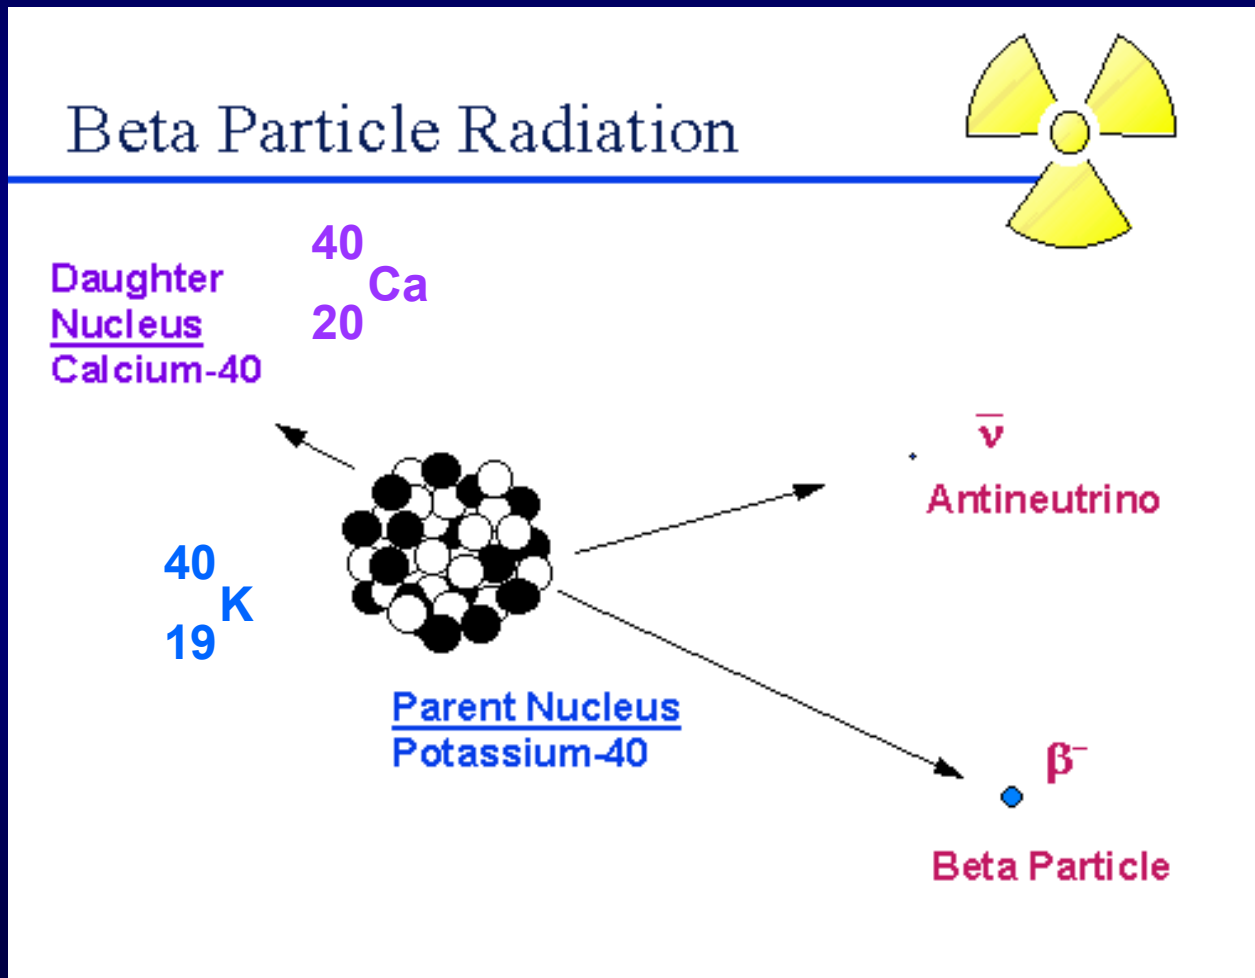 Beta Particle Radiation
Daughter
Nucleus
Calcium-40
40
Ca
20
ν̅
Antineutrino
40
K
19
Parent Nucleus
Potassium-40
β⁻
Beta Particle